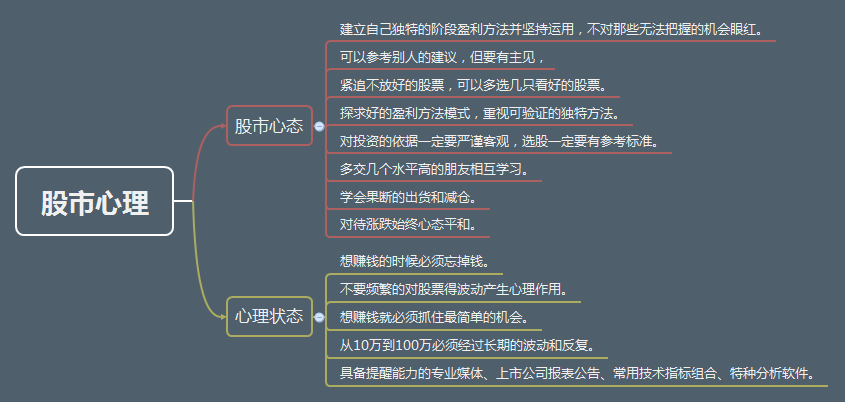 股市心理
股市心态
建立自己独特的阶段盈利方法并坚持运用，不对那些无法把握的机会眼红。
可以参考别人的建议，但要有主见，
紧追不放好的股票，可以多选几只看好的股票。
探求好的盈利方法模式，重视可验证的独特方法。
对投资的依据一定要严谨客观，选股一定要有参考标准。
多交几个水平高的朋友相互学习。
学会果断的出货和减仓。
对待涨跌始终心态平和。
心理状态
想赚钱的时候必须忘掉钱。
不要频繁的对股票得波动产生心理作用。
想赚钱就必须抓住最简单的机会。
从10万到100万必须经过长期的波动和反复。
具备提醒能力的专业媒体、上市公司报表公告、常用技术指标组合、特种分析软件。